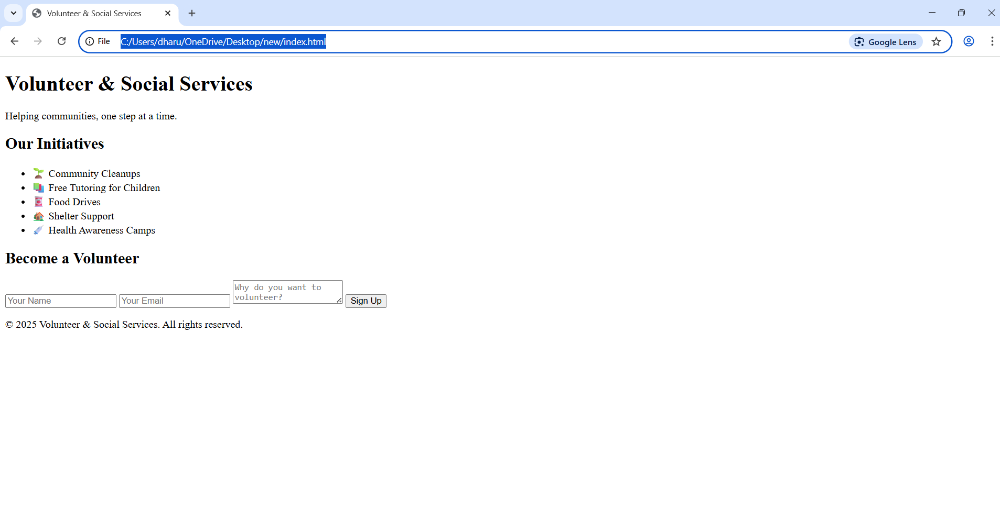 Volunteer & Social Services
File C:/Users/dharu/OneDrive/Desktop/new/index.html Google Lens
Volunteer & Social Services
Helping communities, one step at a time.
Our Initiatives
Community Cleanups
Free Tutoring for Children
Food Drives
Shelter Support
Health Awareness Camps
Become a Volunteer
Why do you want to
volunteer?
Your Name Your Email Sign Up
© 2025 Volunteer & Social Services. All rights reserved.